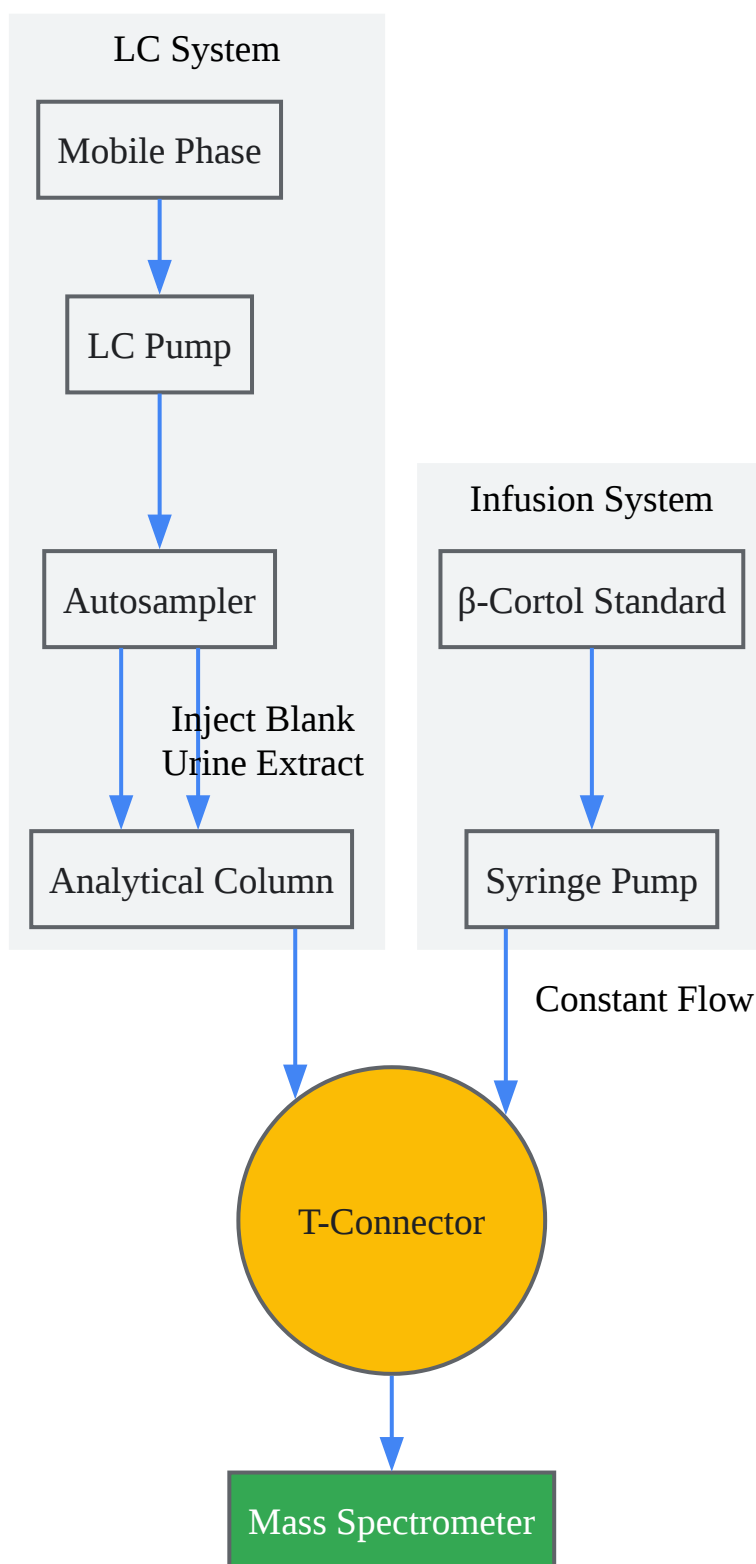 LC System
Mobile Phase
LC Pump
Infusion System
Autosampler
β-Cortol Standard
Inject Blank
Urine Extract
Analytical Column
Syringe Pump
Constant Flow
T-Connector
Mass Spectrometer